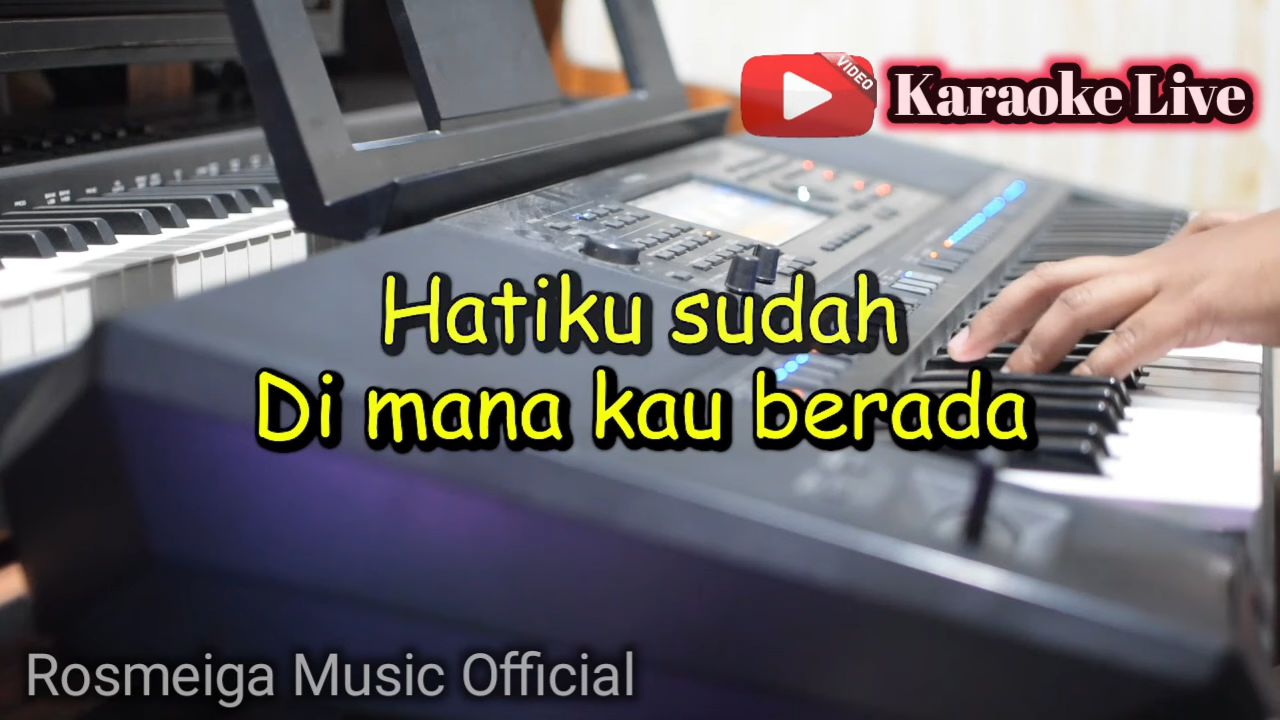 VIDEO
Karaoke Live
Hatiku sudah
Di mana kau berada
Rosmeiga Music Official